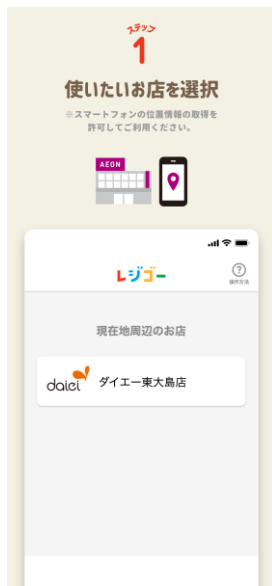 ステップ
1
使いたいお店を選択
※スマートフォンの位置情報の取得を
許可してご利用ください。
AEON
レジゴー
?
操作方法
現在地周辺のお店
daiei
ダイエー東大島店